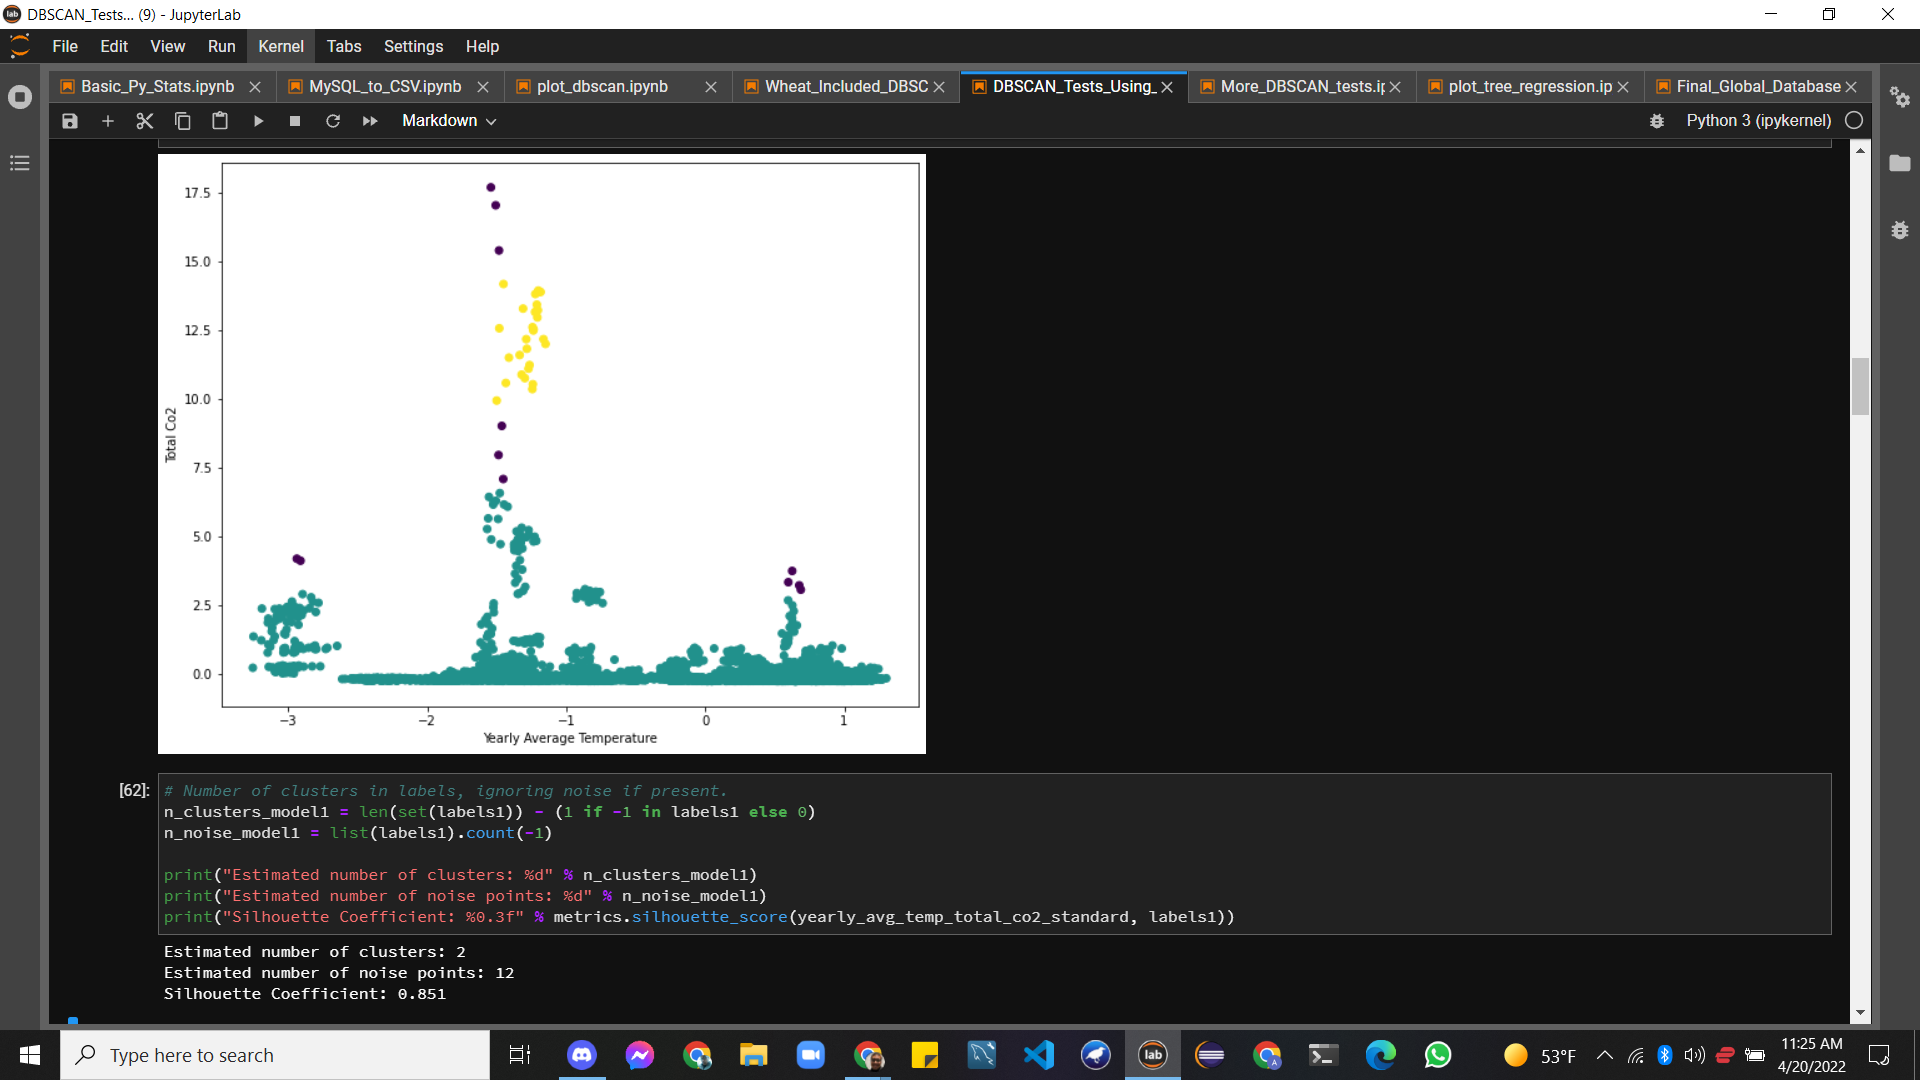 DBSCAN_Tests... (9) - JupyterLab
File Edit View Run Kernel Tabs Settings Help
Basic_Py_Stats.ipynb MySQL_to_CSV.ipynb plot_dbscan.ipynb Wheat_Included_DBSC DBSCAN_Tests_Using_ More_DBSCAN_tests.ip plot_tree_regression.ip Final_Global_Database
Markdown Python 3 (ipykernel)
17.5
15.0
12.5
10.0
7.5
5.0
2.5
0.0
Total Co2
−3 −2 −1 0 1
Yearly Average Temperature
[62]:
# Number of clusters in labels, ignoring noise if present.
n_clusters_model1 = len(set(labels1)) - (1 if -1 in labels1 else 0)
n_noise_model1 = list(labels1).count(-1)
print("Estimated number of clusters: %d" % n_clusters_model1)
print("Estimated number of noise points: %d" % n_noise_model1)
print("Silhouette Coefficient: %0.3f" % metrics.silhouette_score(yearly_avg_temp_total_co2_standard, labels1))
Estimated number of clusters: 2
Estimated number of noise points: 12
Silhouette Coefficient: 0.851
Type here to search
lab
53°F
11:25 AM
4/20/2022